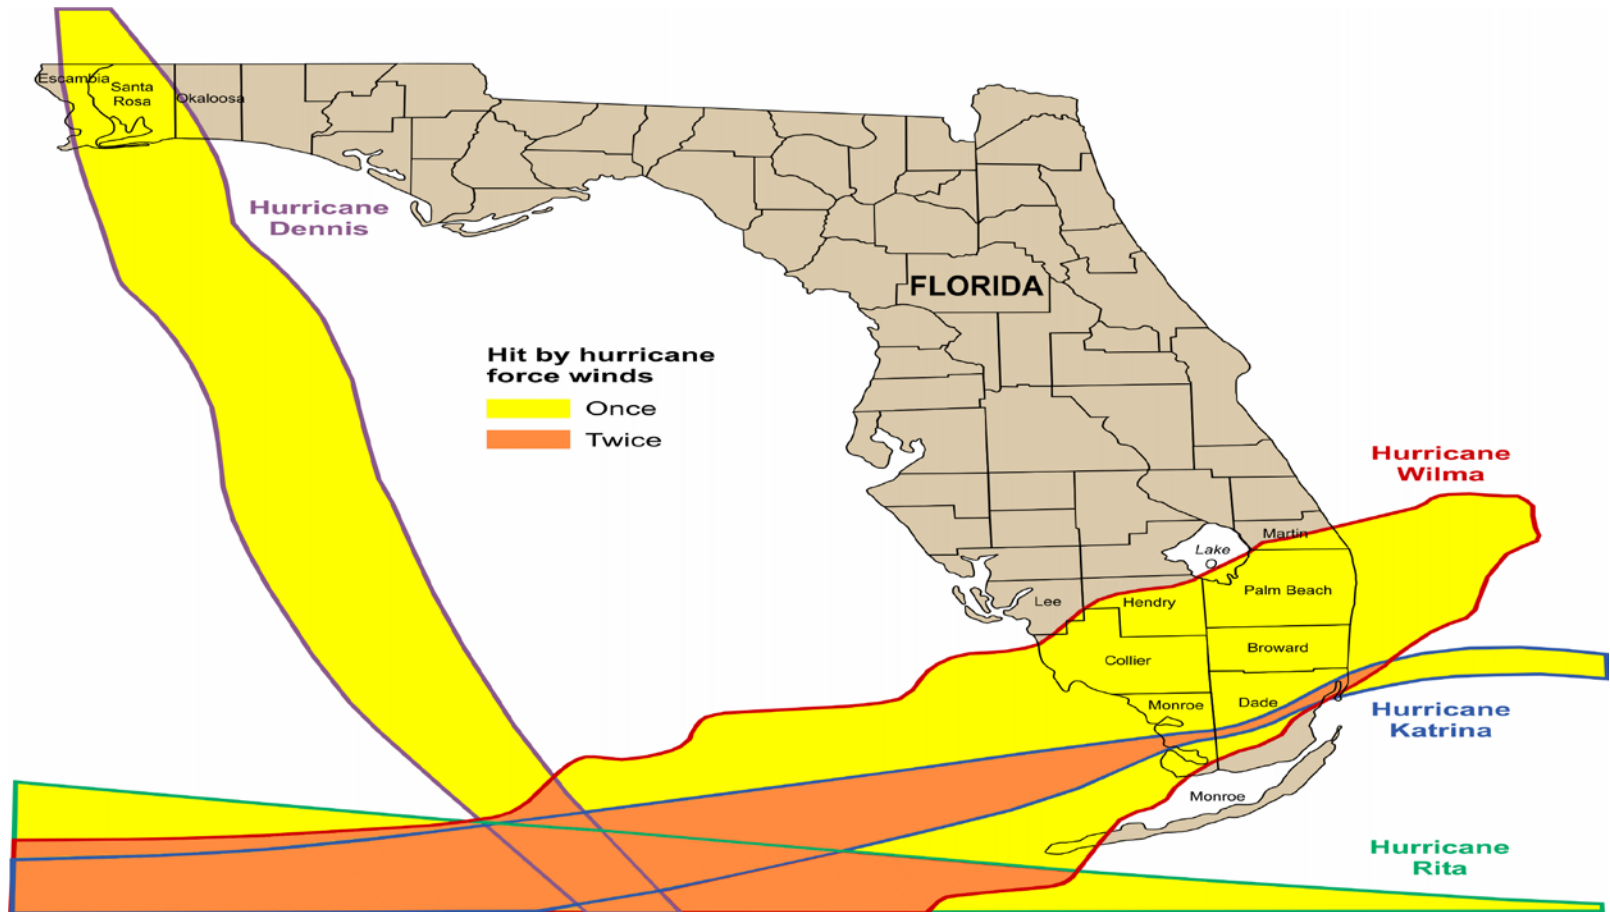 Escambia
Santa
Rosa
Okaloosa
Hurricane
Dennis
FLORIDA
Hit by hurricane
force winds
Once
Twice
Hurricane
Wilma
Martin
Lake
O
Palm Beach
Lee
Hendry
Broward
Collier
Monroe
Dade
Hurricane
Katrina
Monroe
Hurricane
Rita